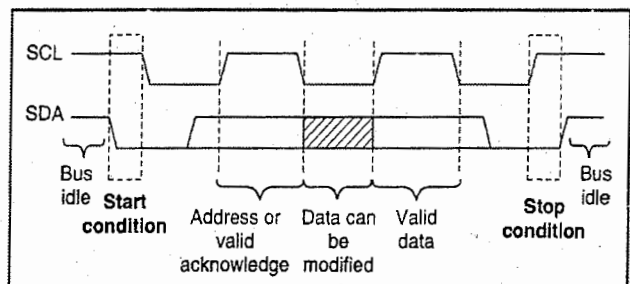 SCL
SDA
Bus
idle
Start
condition
Address or
valid
acknowledge
Data can
be
modified
Valid
data
Stop
condition
Bus
idle